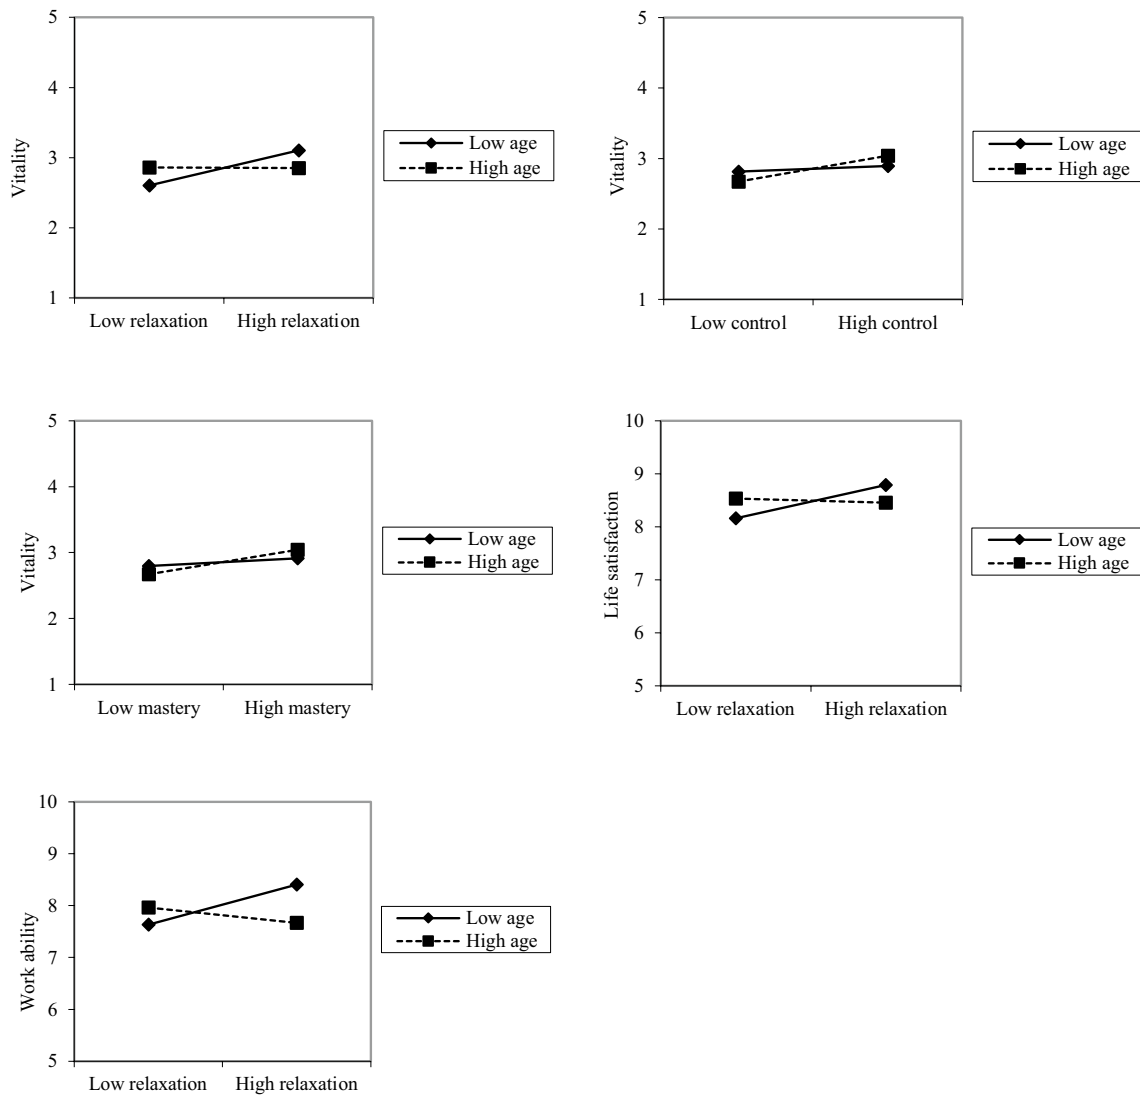 5
4
3
2
1
Vitality
Low relaxation High relaxation
Low age
High age
5
4
3
2
1
Vitality
Low control High control
Low age
High age
5
4
3
2
1
Vitality
Low mastery High mastery
Low age
High age
10
9
8
7
6
5
Life satisfaction
Low relaxation High relaxation
Low age
High age
10
9
8
7
6
5
Work ability
Low relaxation High relaxation
Low age
High age